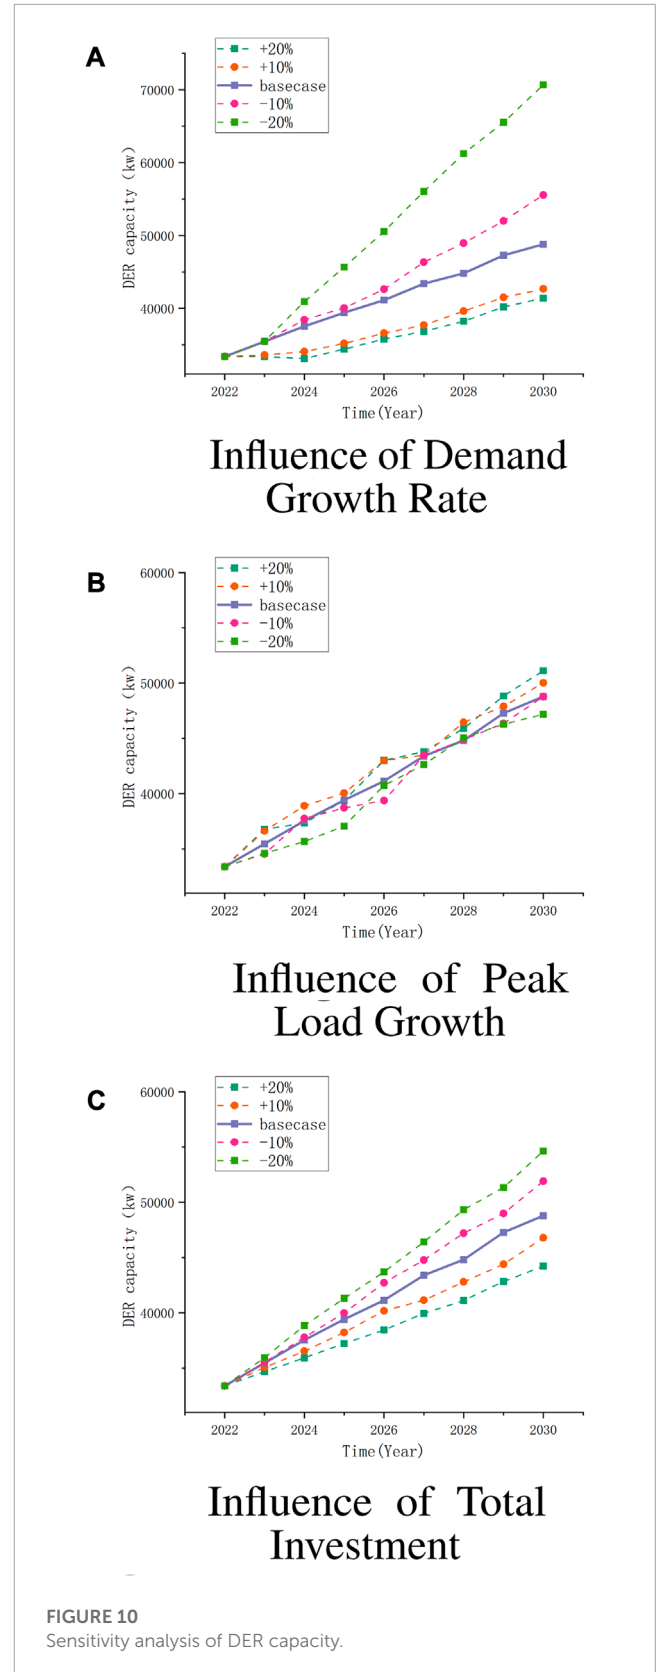 A
+20%
+10%
basecase
−10%
−20%
DER capacity (kw)
70000
60000
50000
40000
2022 2024 2026 2028 2030
Time(Year)
Influence of Demand
Growth Rate
B
+20%
+10%
basecase
−10%
−20%
DER capacity (kw)
60000
50000
40000
2022 2024 2026 2028 2030
Time(Year)
Influence of Peak
Load Growth
C
+20%
+10%
basecase
−10%
−20%
DER capacity (kw)
60000
50000
40000
2022 2024 2026 2028 2030
Time(Year)
Influence of Total
Investment
FIGURE 10
Sensitivity analysis of DER capacity.